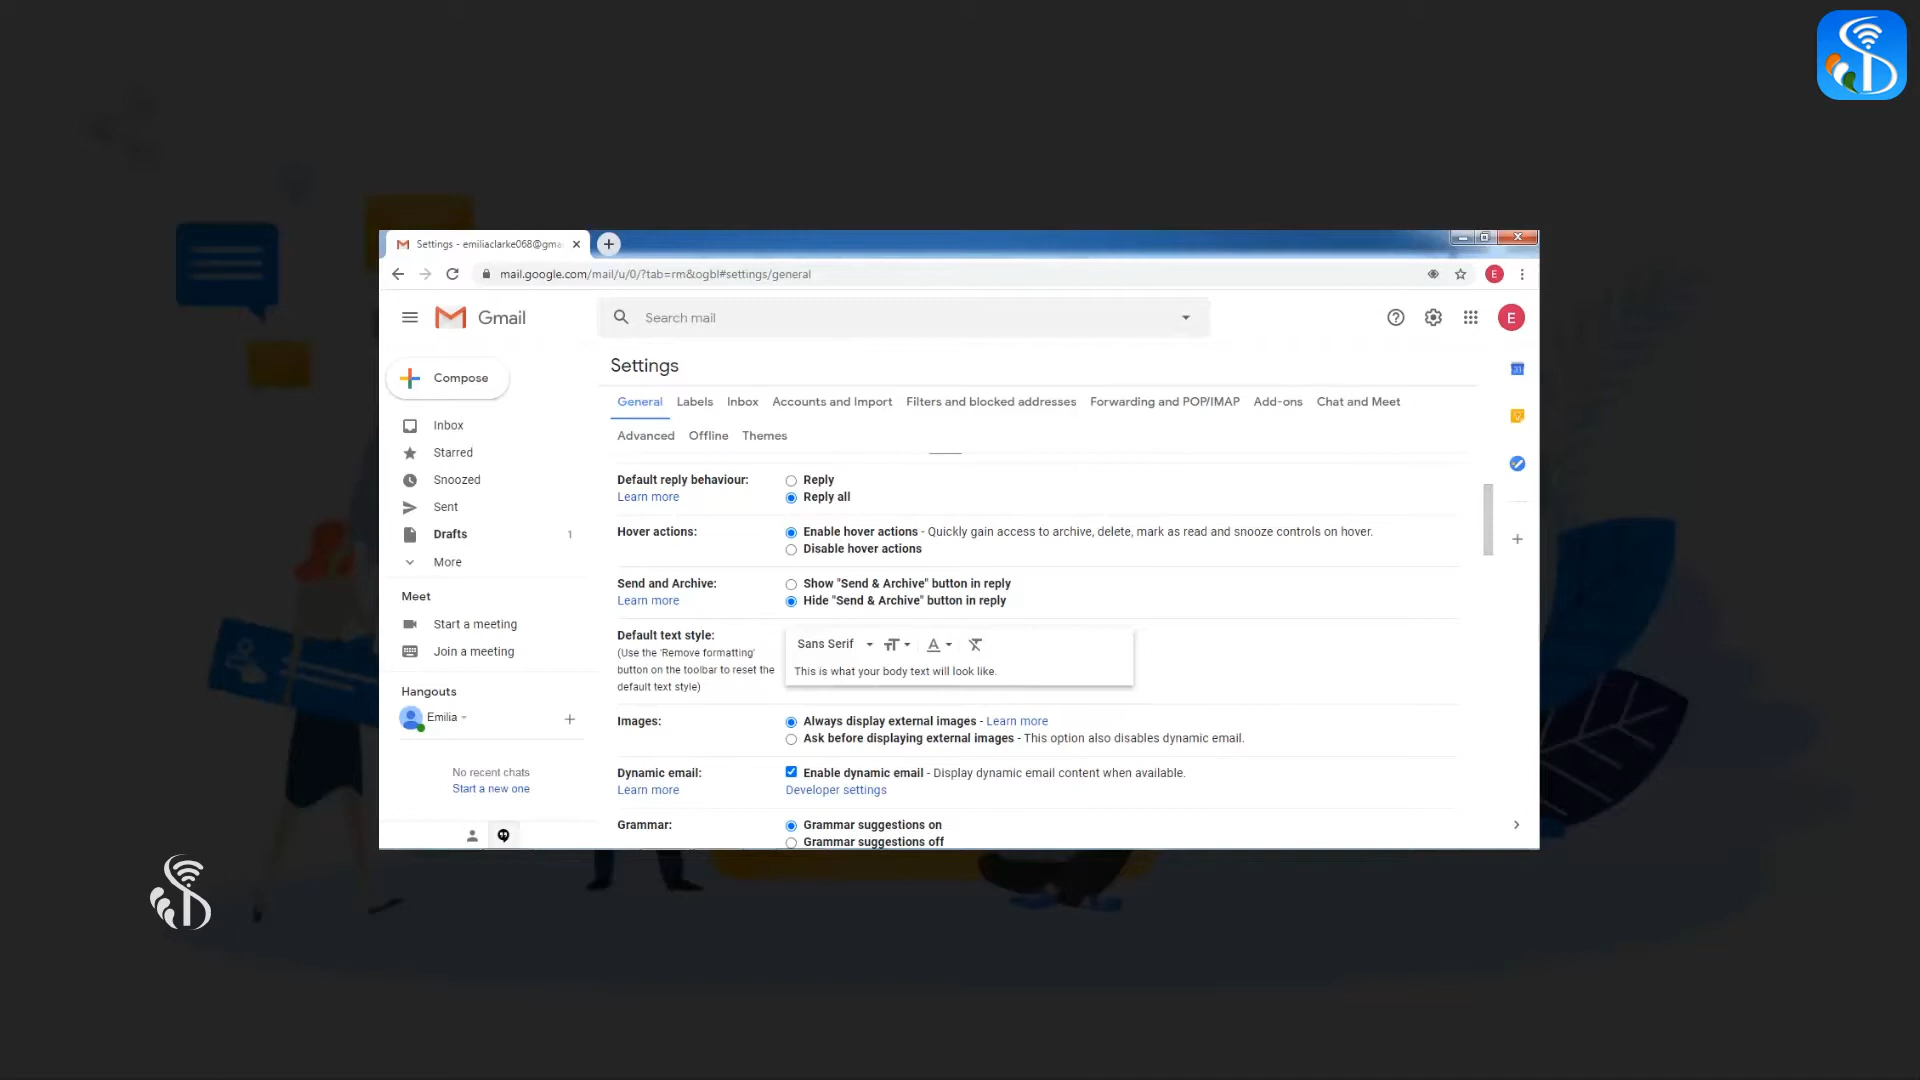 Settings - emiliaclarke068@gma
mail.google.com/mail/u/0/?tab=rm&ogbl#settings/general
E
Gmail
Search mail
E
Compose
Inbox
Starred
Snoozed
Sent
Drafts 1
More
Meet
Start a meeting
Join a meeting
Hangouts
Emilia
No recent chats
Start a new one
Settings
General Labels Inbox Accounts and Import Filters and blocked addresses Forwarding and POP/IMAP Add-ons Chat and Meet
Advanced Offline Themes
Default reply behaviour:
Learn more
Reply
Reply all
Hover actions:
Enable hover actions - Quickly gain access to archive, delete, mark as read and snooze controls on hover.
Disable hover actions
Send and Archive:
Learn more
Show "Send & Archive" button in reply
Hide "Send & Archive" button in reply
Default text style:
(Use the 'Remove formatting'
button on the toolbar to reset the
default text style)
Sans Serif
This is what your body text will look like.
Images:
Always display external images - Learn more
Ask before displaying external images - This option also disables dynamic email.
Dynamic email:
Learn more
Enable dynamic email - Display dynamic email content when available.
Developer settings
Grammar:
Grammar suggestions on
Grammar suggestions off